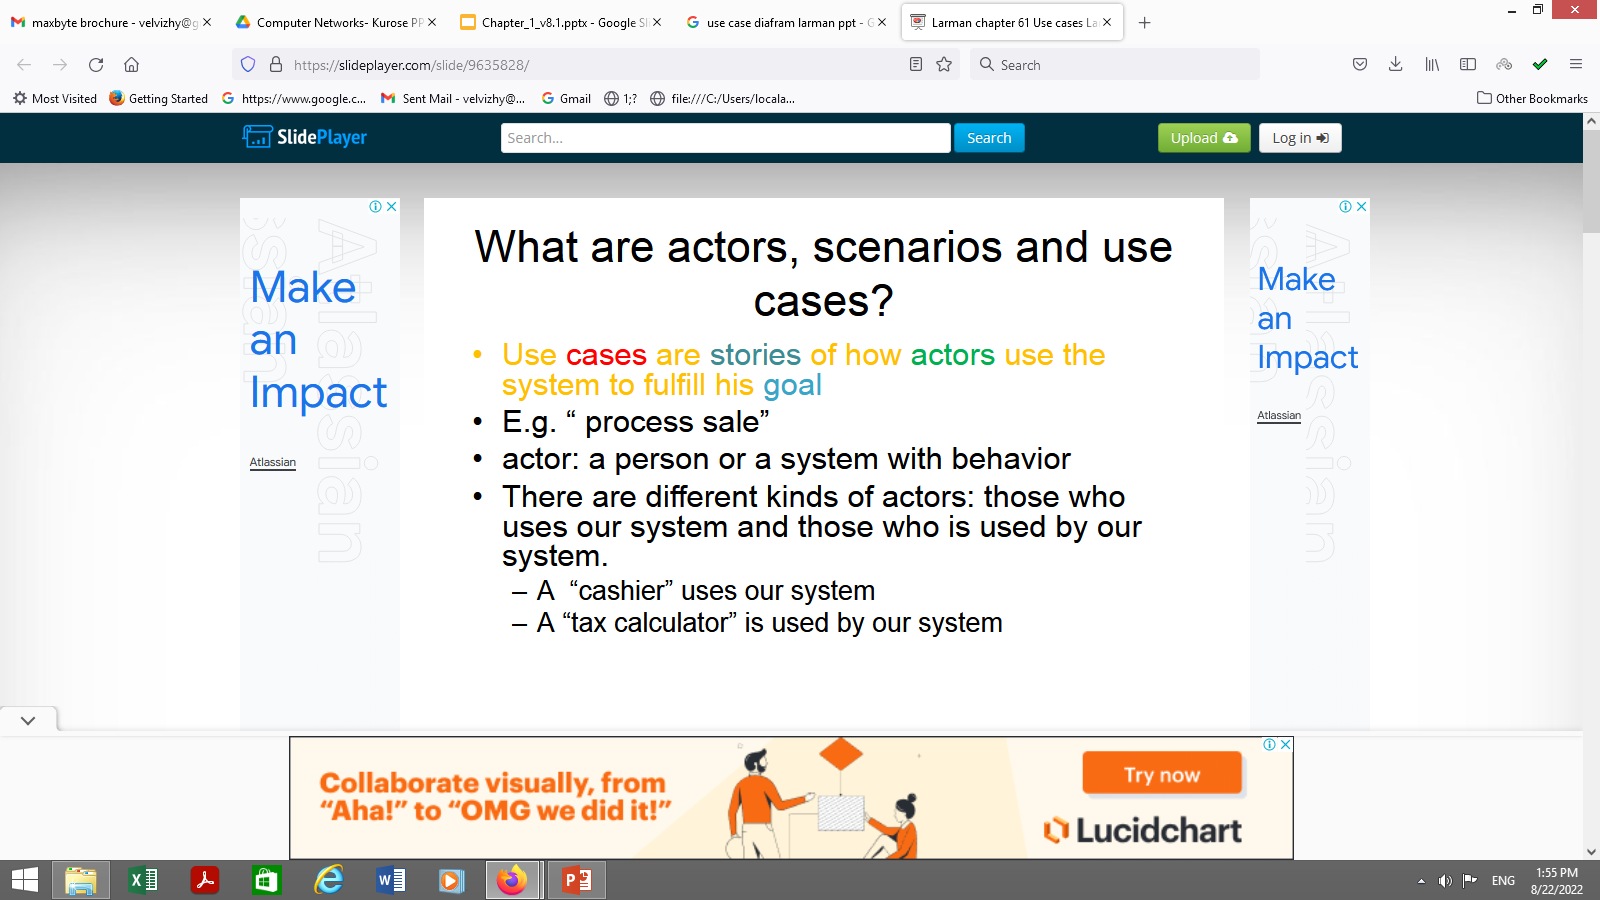 maxbyte brochure - velvizhy@g
Computer Networks- Kurose PP
Chapter_1_v8.1.pptx - Google Sli
use case diafram larman ppt - G
Larman chapter 61 Use cases La
https://slideplayer.com/slide/9635828/
Search
Most Visited
Getting Started
https://www.google.c...
Sent Mail - velvizhy@...
Gmail
1;?
file:///C:/Users/locala...
Other Bookmarks
SlidePlayer
Search...
Search
Upload
Log in
Make
an
Impact
Atlassian
Atlassian
What are actors, scenarios and use
cases?
• Use cases are stories of how actors use the
system to fulfill his goal
• E.g. “ process sale”
• actor: a person or a system with behavior
• There are different kinds of actors: those who
uses our system and those who is used by our
system.
– A “cashier” uses our system
– A “tax calculator” is used by our system
Make
an
Impact
Atlassian
Atlassian
Collaborate visually, from
“Aha!” to “OMG we did it!”
Try now
Lucidchart
ENG
1:55 PM
8/22/2022